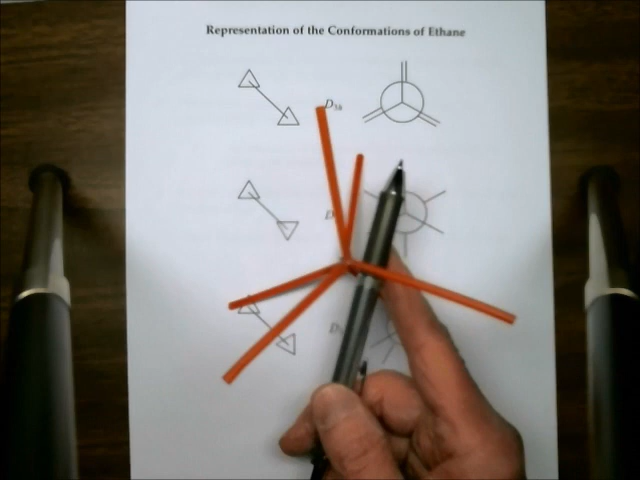 Representation of the Conformations of Ethane
D3h
D
D